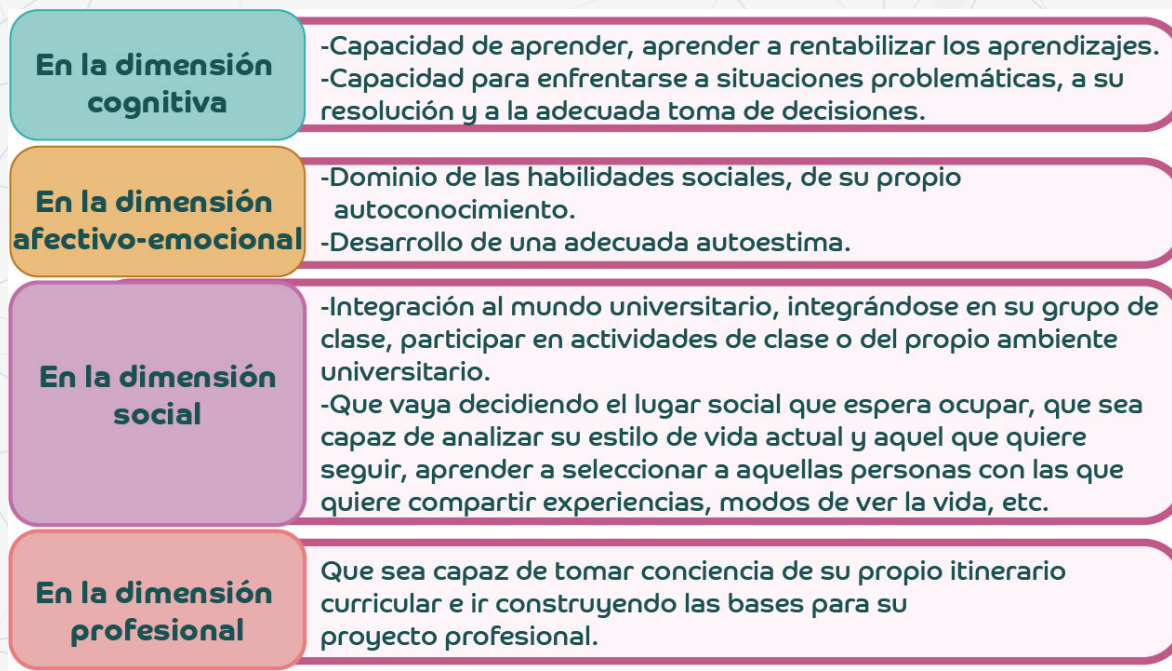 En la dimensión
cognitiva
-Capacidad de aprender, aprender a rentabilizar los aprendizajes.
-Capacidad para enfrentarse a situaciones problemáticas, a su
resolución y a la adecuada toma de decisiones.
En la dimensión
afectivo-emocional
-Dominio de las habilidades sociales, de su propio
autoconocimiento.
-Desarrollo de una adecuada autoestima.
En la dimensión
social
-Integración al mundo universitario, integrándose en su grupo de
clase, participar en actividades de clase o del propio ambiente
universitario.
-Que vaya decidiendo el lugar social que espera ocupar, que sea
capaz de analizar su estilo de vida actual y aquel que quiere
seguir, aprender a seleccionar a aquellas personas con las que
quiere compartir experiencias, modos de ver la vida, etc.
En la dimensión
profesional
Que sea capaz de tomar conciencia de su propio itinerario
curricular e ir construyendo las bases para su
proyecto profesional.